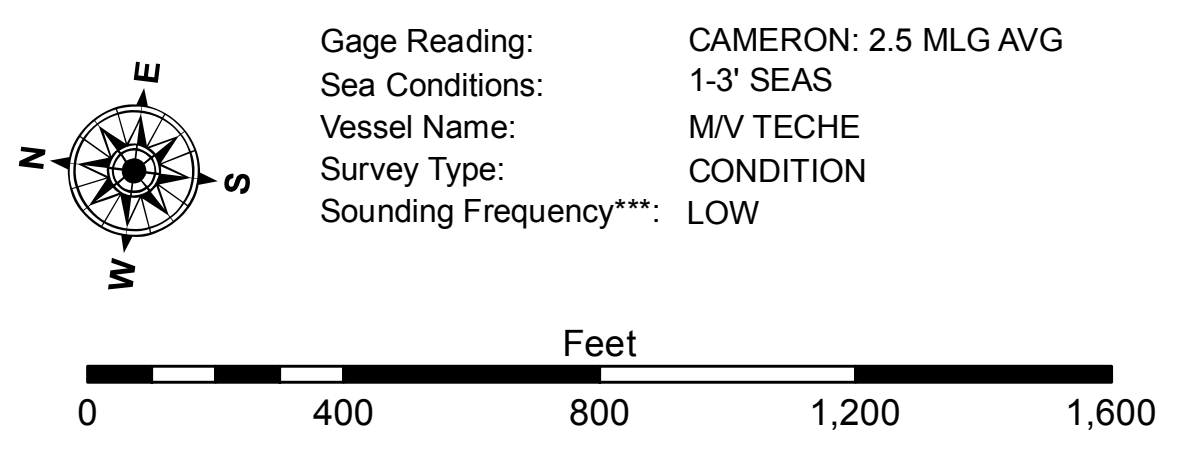 E
N
S
W
Gage Reading: CAMERON: 2.5 MLG AVG
Sea Conditions: 1-3' SEAS
Vessel Name: M/V TECHE
Survey Type: CONDITION
Sounding Frequency***: LOW
Feet
0 400 800 1,200 1,600